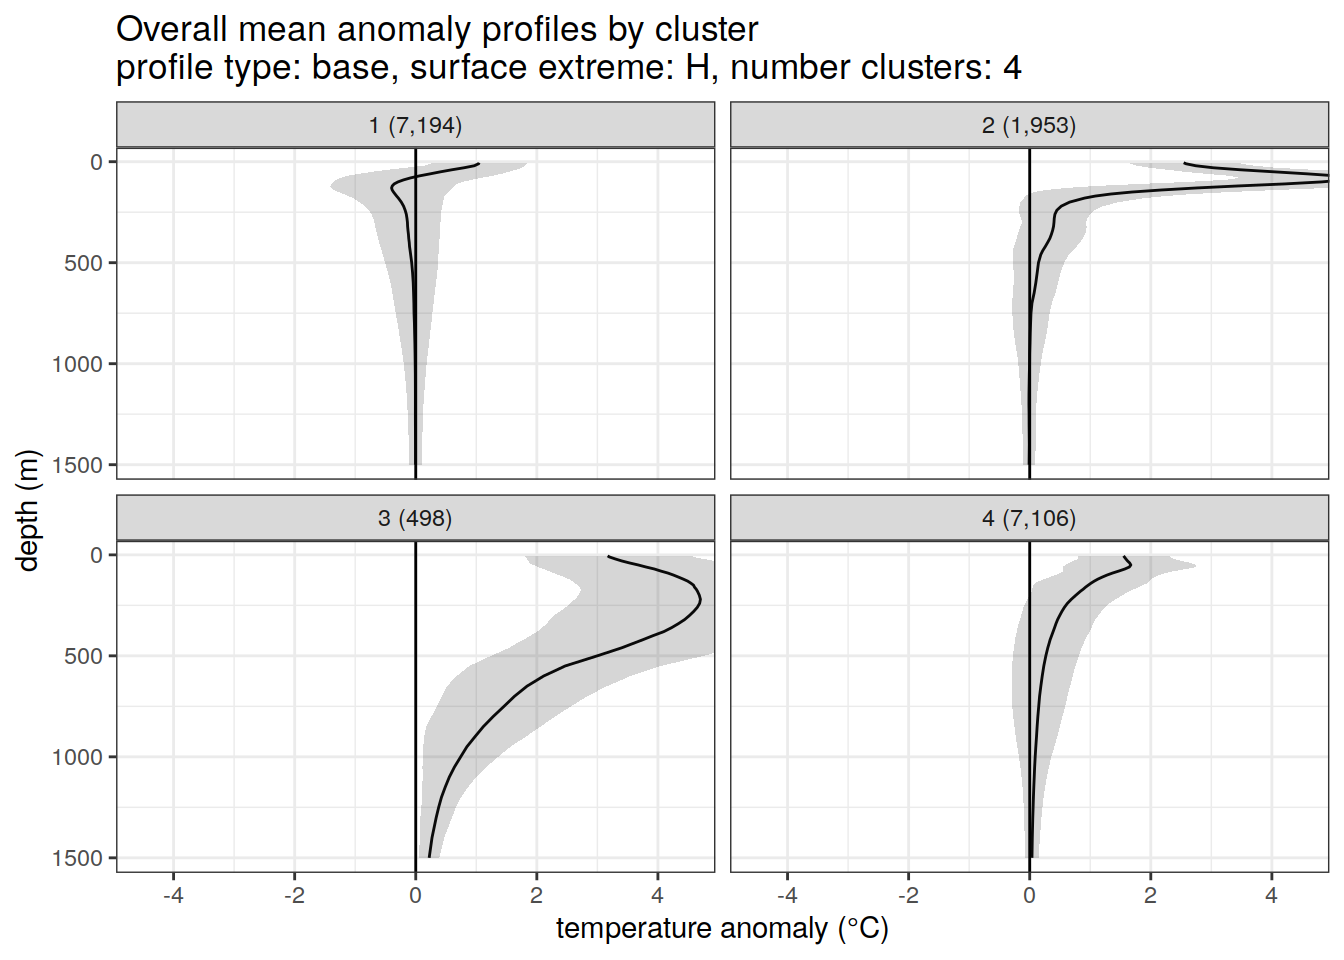 Overall mean anomaly profiles by cluster
profile type: base, surface extreme: H, number clusters: 4
1 (7,194)
2 (1,953)
0
500
1000
1500
3 (498)
4 (7,106)
0
500
1000
1500
depth (m)
-4 -2 0 2 4
-4 -2 0 2 4
temperature anomaly (°C)